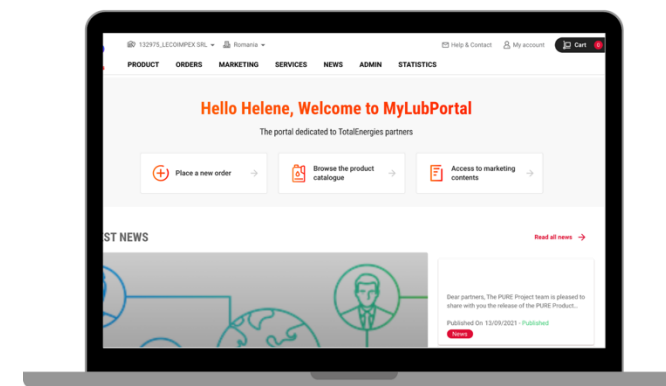 132975_LECOIMPEX SRL Romania Help & Contact My account Cart 0
PRODUCT ORDERS MARKETING SERVICES NEWS ADMIN STATISTICS
Hello Helene, Welcome to MyLubPortal
The portal dedicated to TotalEnergies partners
Place a new order
Browse the product
catalogue
Access to marketing
contents
EST NEWS
Read all news
Dear partners, The PURE Project team is pleased to
share with you the release of the PURE Product...
Published On 13/09/2021 - Published
News